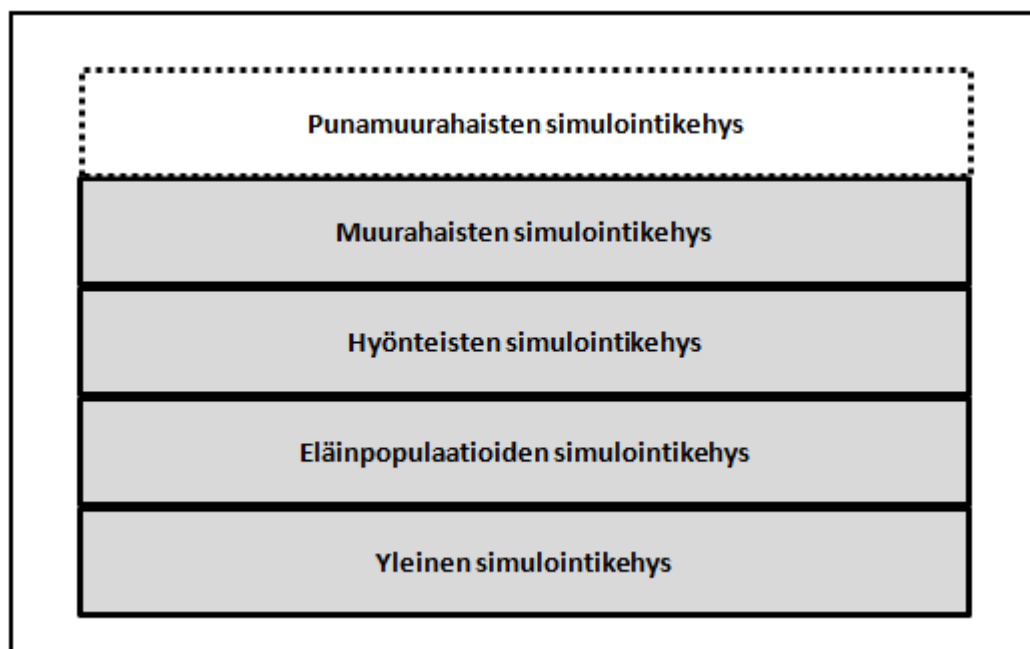 Punamuurahaisten simulointikehys
Muurahaisten simulointikehys
Hyönteisten simulointikehys
Eläinpopulaatioiden simulointikehys
Yleinen simulointikehys